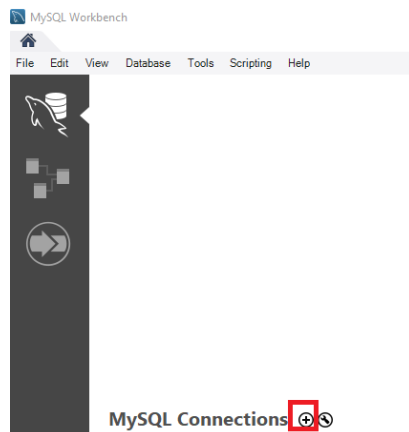 MySQL Workbench
File Edit View Database Tools Scripting Help
MySQL Connections